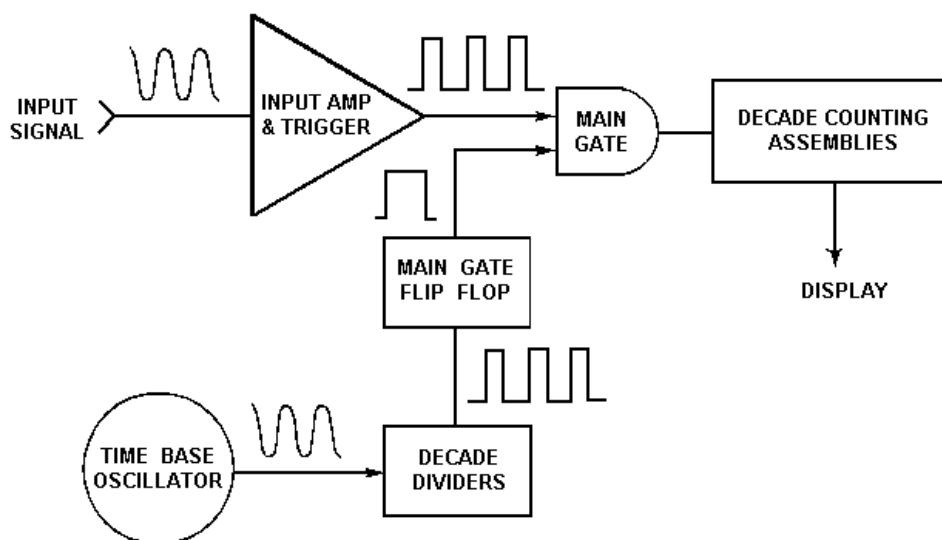 INPUT
SIGNAL
INPUT AMP
& TRIGGER
MAIN
GATE
DECADE COUNTING
ASSEMBLIES
MAIN GATE
FLIP FLOP
DISPLAY
TIME BASE
OSCILLATOR
DECADE
DIVIDERS